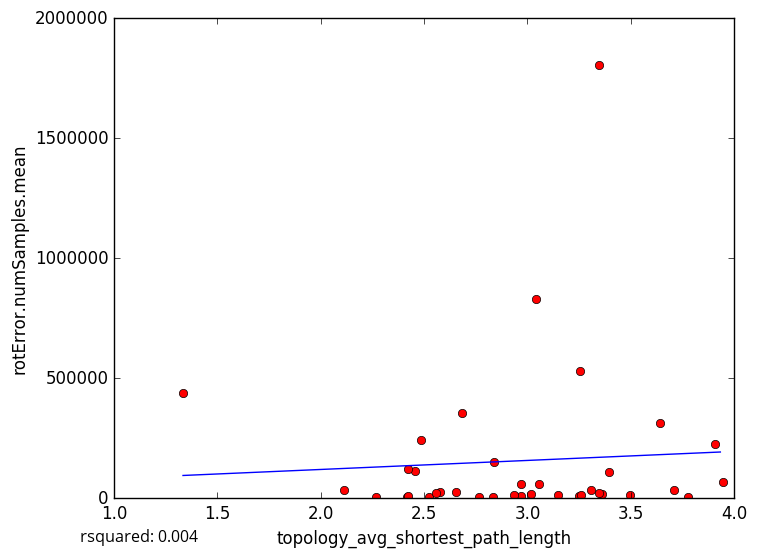 2000000
1500000
1000000
500000
0
rotError.numSamples.mean
1.0 1.5 2.0 2.5 3.0 3.5 4.0
topology_avg_shortest_path_length
rsquared: 0.004